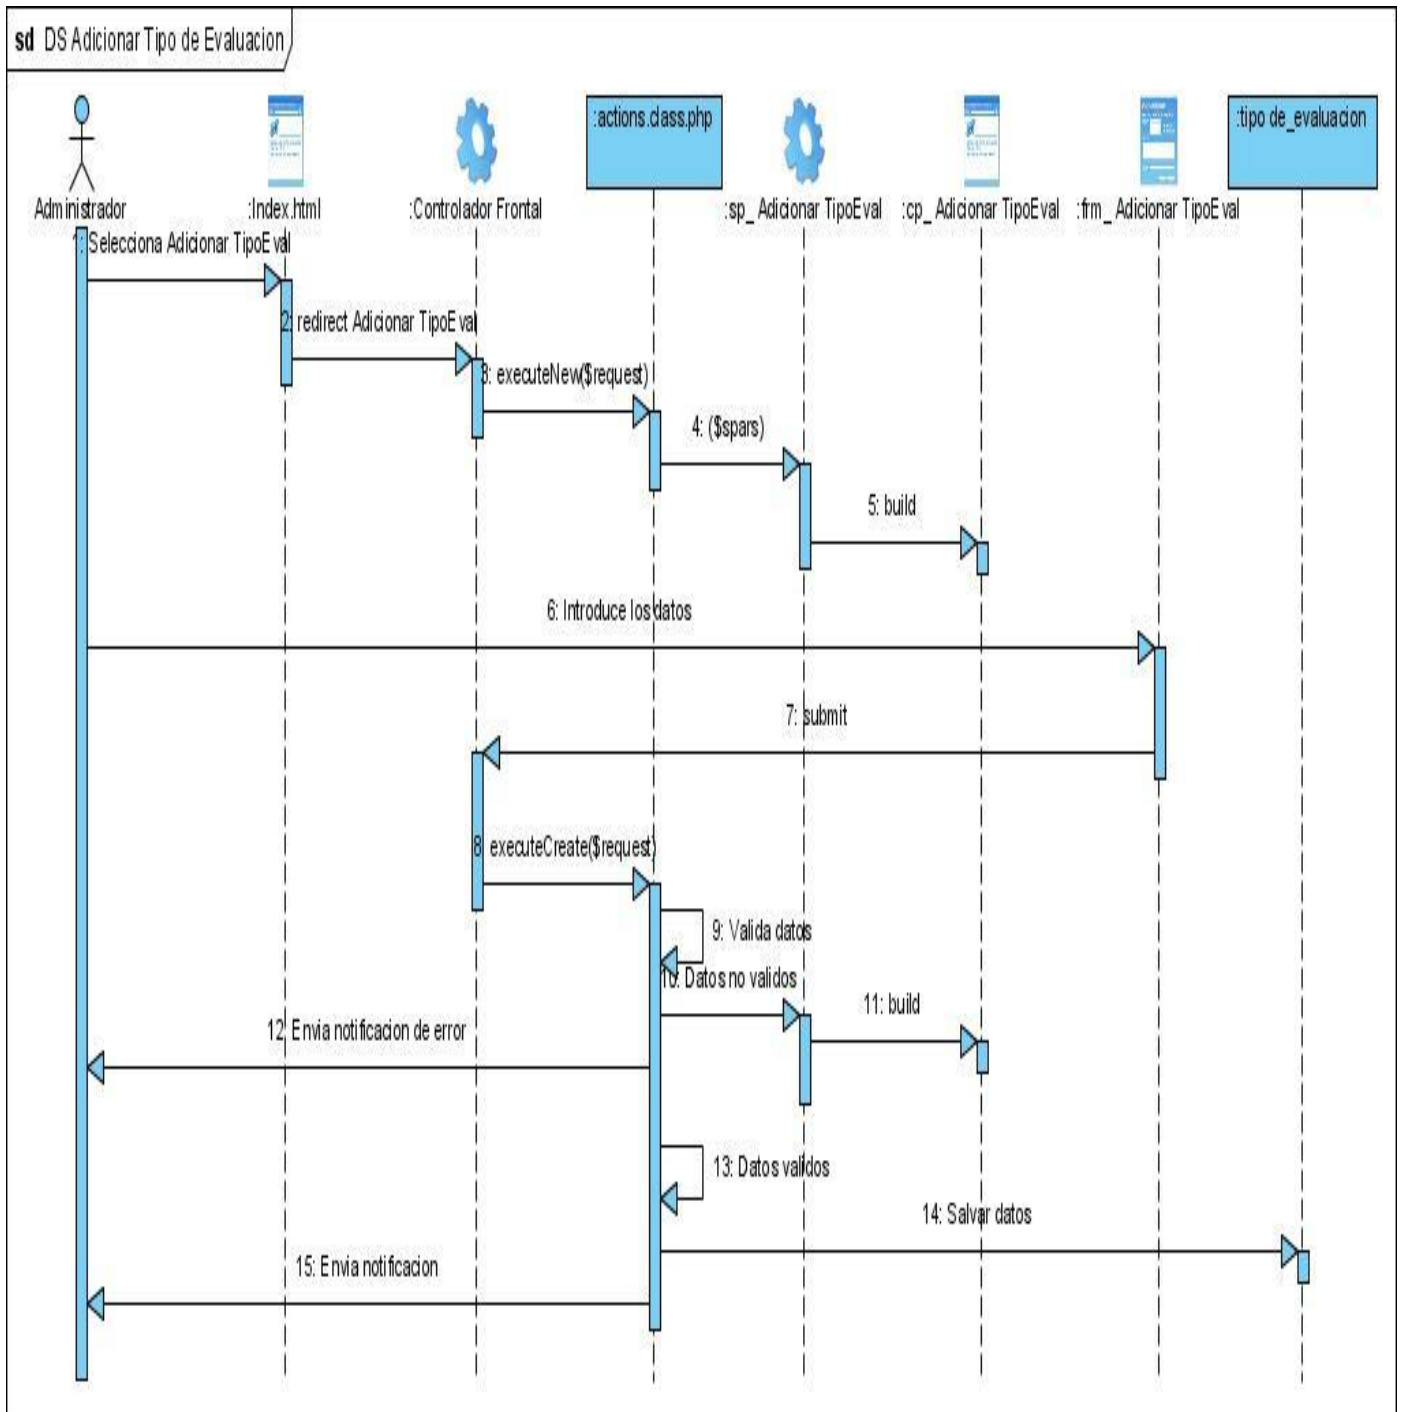 sd DS Adicionar Tipo de Evaluacion
:actions.class.php
:tipo de_evaluacion
Administrador
:Index.html
:Controlador Frontal
:sp_ Adicionar TipoEval
:cp_ Adicionar TipoEval
:frm_ Adicionar TipoEval
1: Selecciona Adicionar TipoEval
2: redirect Adicionar TipoEval
3: executeNew($request)
4: ($spars)
5: build
6: Introduce los datos
7: submit
8: executeCreate($request)
9: Valida datos
10: Datos no validos
11: build
12: Envia notificacion de error
13: Datos validos
14: Salvar datos
15: Envia notificacion